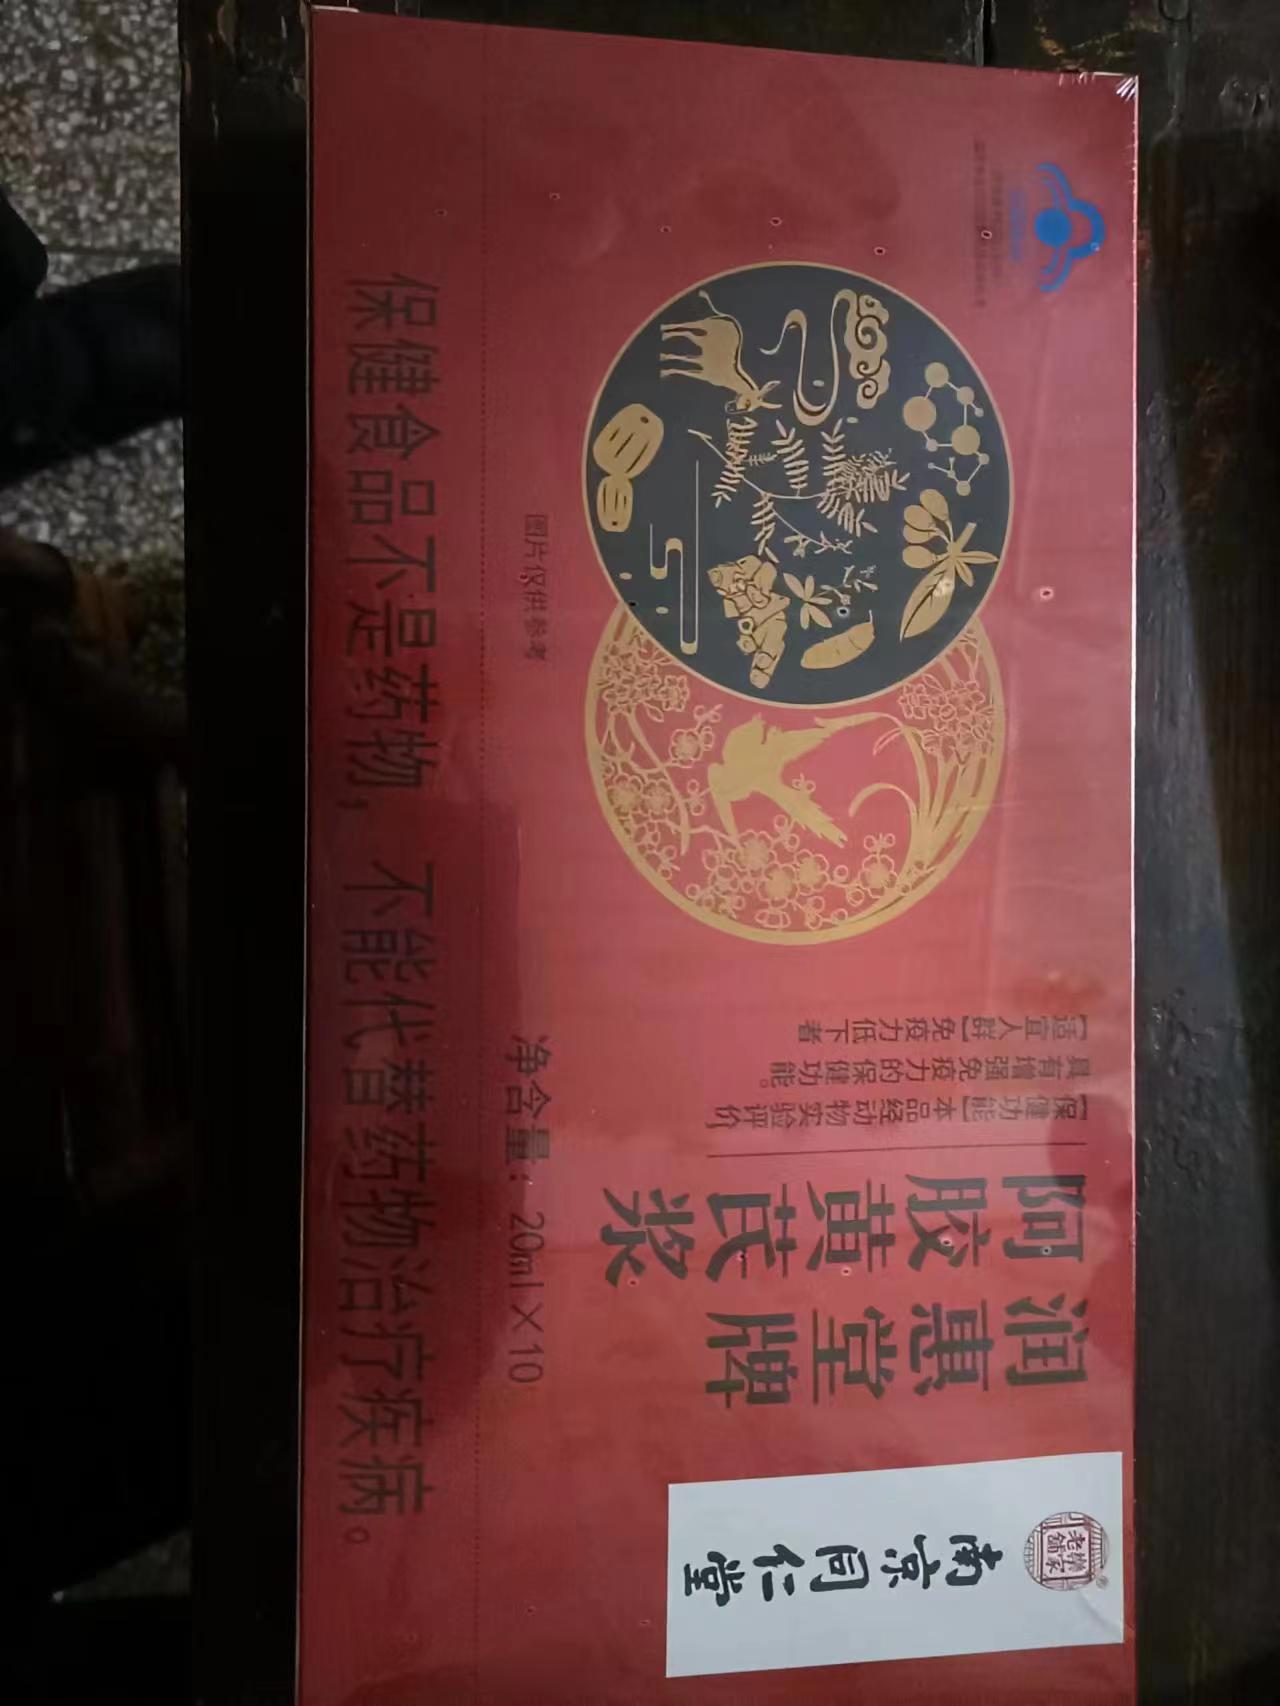 南京同仁堂
樂家老鋪
®
润惠堂牌
阿胶黄芪浆
[保健功能]本品经动物实验评价
具有增强免疫力的保健功能。
[适宜人群]免疫力低下者
净含量：20ml×10
图片仅供参考
保健食品不是药物，不能代替药物治疗疾病。